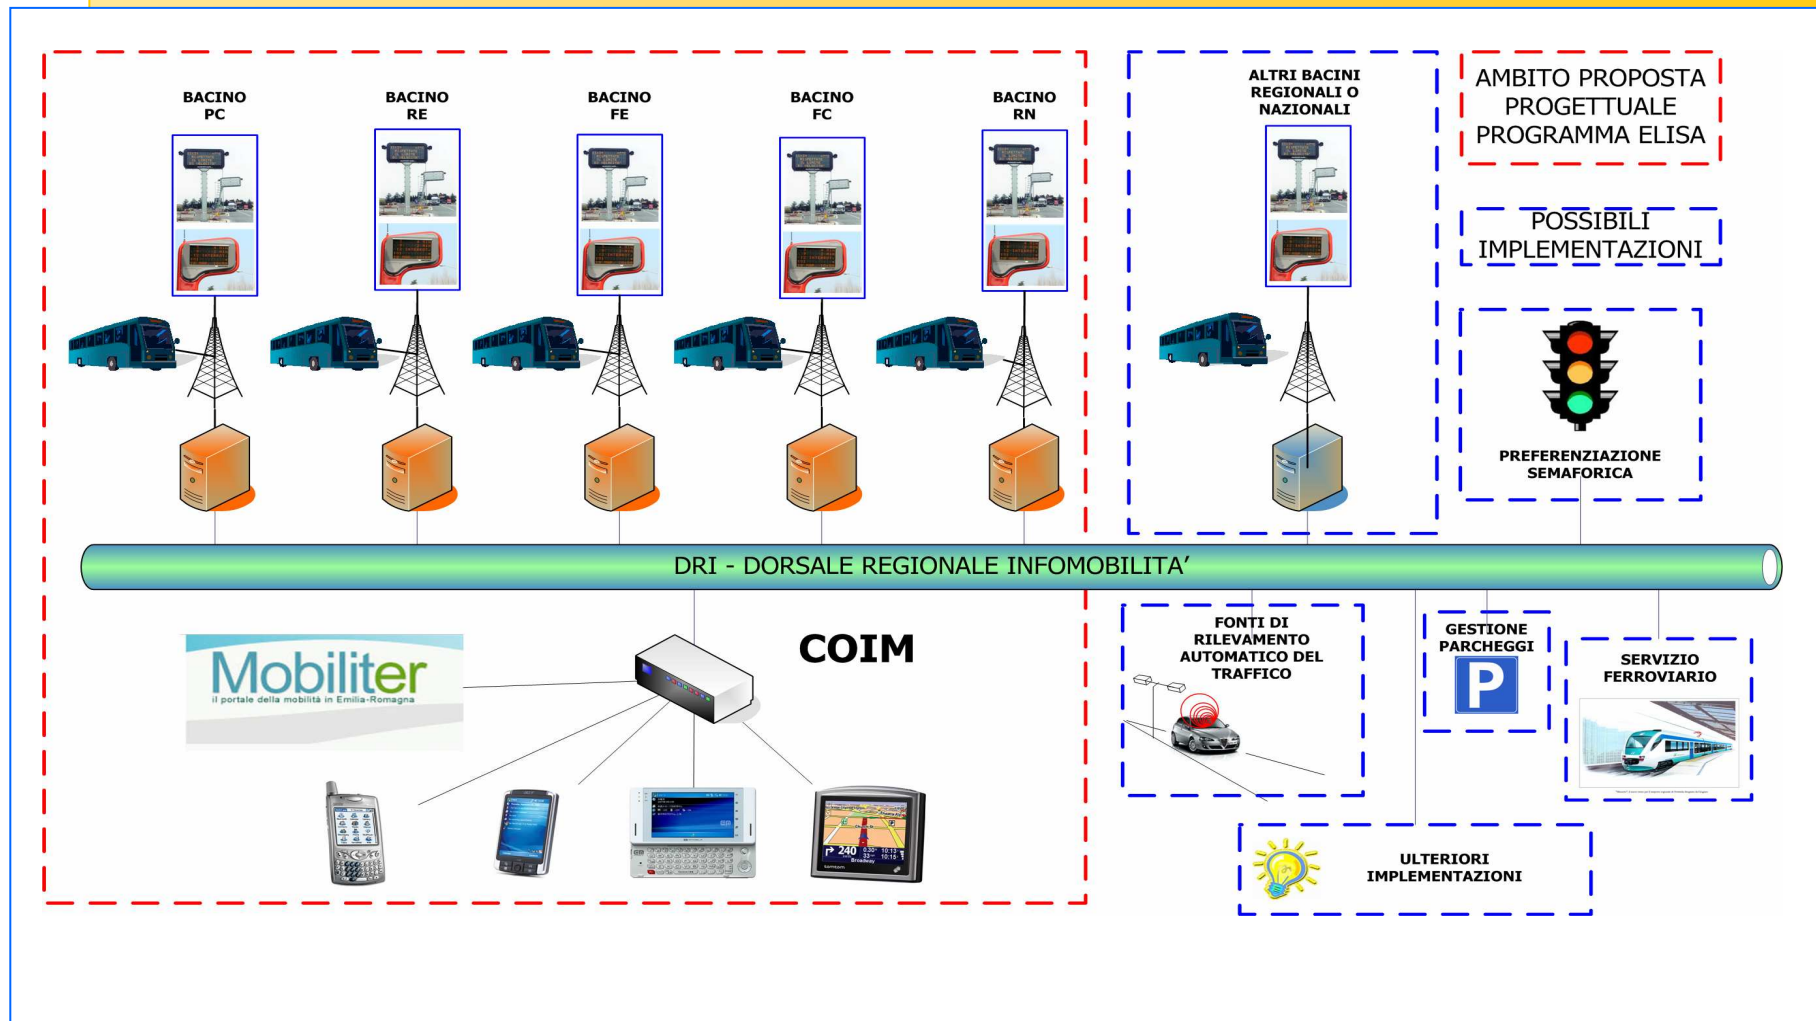 BACINO
PC
BACINO
RE
BACINO
FE
BACINO
FC
BACINO
RN
ALTRI BACINI
REGIONALI O
NAZIONALI
AMBITO PROPOSTA
PROGETTUALE
PROGRAMMA ELISA
POSSIBILI
IMPLEMENTAZIONI
PREFERENZIAZIONE
SEMAFORICA
DRI - DORSALE REGIONALE INFOMOBILITA’
Mobiliter
il portale della mobilità in Emilia-Romagna
COIM
FONTI DI
RILEVAMENTO
AUTOMATICO DEL
TRAFFICO
GESTIONE
PARCHEGGI
P
SERVIZIO
FERROVIARIO
240
Broadway
ULTERIORI
IMPLEMENTAZIONI